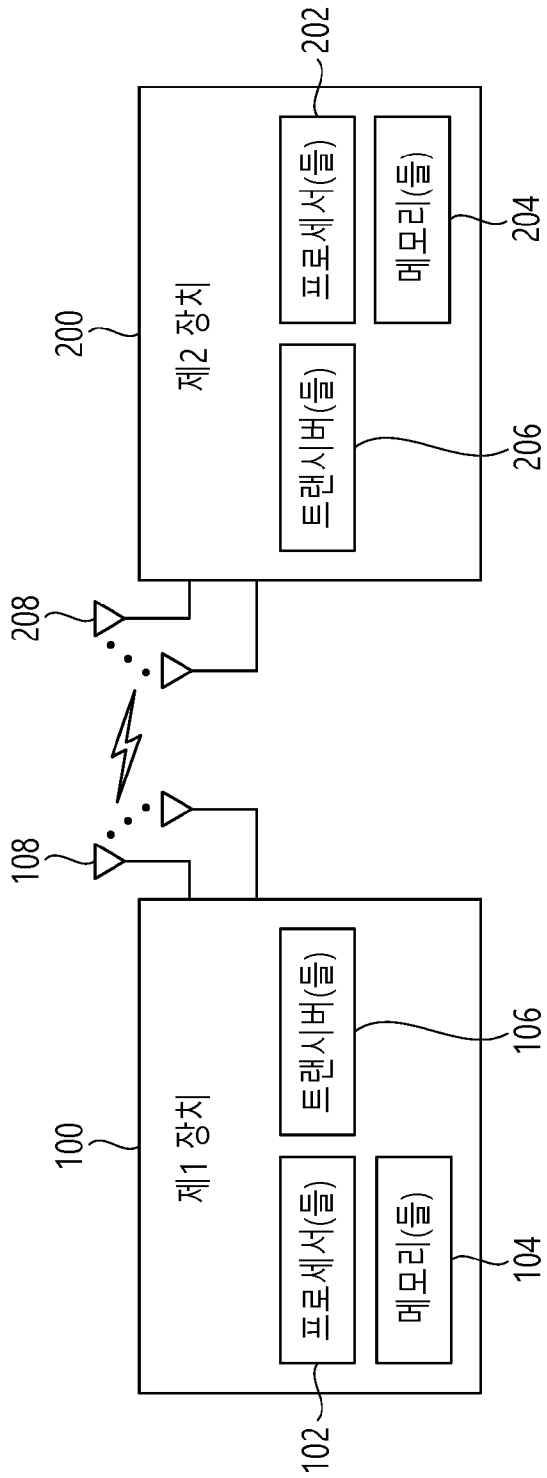 100
제1 장치
프로세서(들)
102
메모리(들)
104
트랜시버(들)
106
108
208
200
제2 장치
트랜시버(들)
206
프로세서(들)
202
메모리(들)
204